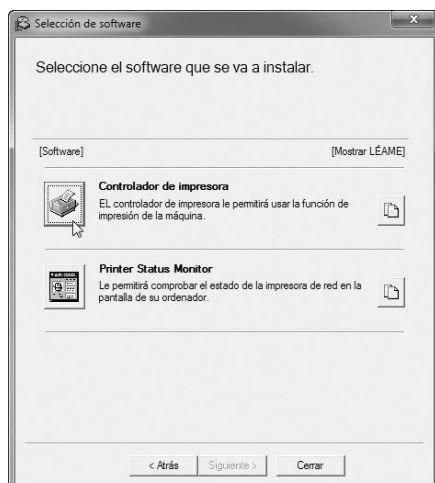 Selección de software
Seleccione el software que se va a instalar.
[Software] [Mostrar LÉAME]
Controlador de impresora
EL controlador de impresora le permitirá usar la función de
impresión de la máquina.
Printer Status Monitor
Le permitirá comprobar el estado de la impresora de red en la
pantalla de su ordenador.
< Atrás Siguiente > Cerrar